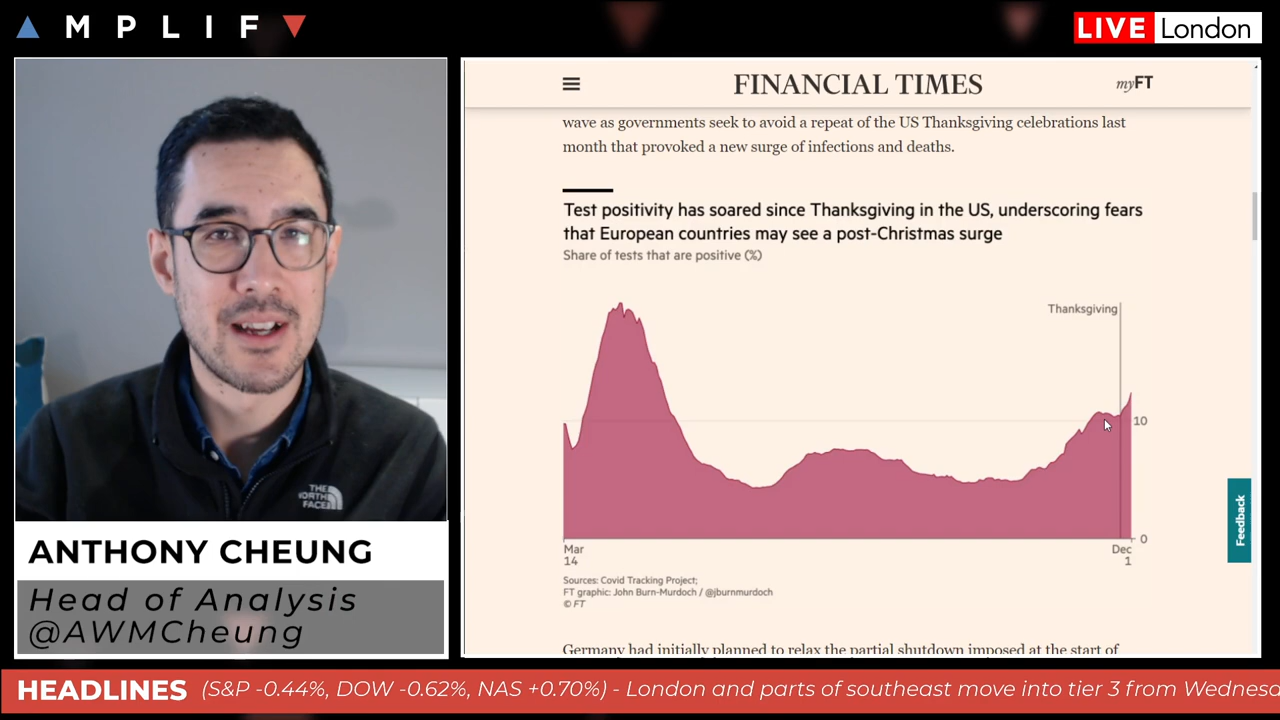 MPLIF
LIVE London
FINANCIAL TIMES
myFT
wave as governments seek to avoid a repeat of the US Thanksgiving celebrations last
month that provoked a new surge of infections and deaths.
Test positivity has soared since Thanksgiving in the US, underscoring fears
that European countries may see a post-Christmas surge
Share of tests that are positive (%)
Thanksgiving
10
0
Mar
14
Dec
1
Sources: Covid Tracking Project;
FT graphic: John Burn-Murdoch / @jburnmurdoch
© FT
Feedback
Germany had initially planned to relax the partial shutdown imposed at the start of
THE
NORTH
FACE
ANTHONY CHEUNG
Head of Analysis
@AWMCheung
HEADLINES (S&P -0.44%, DOW -0.62%, NAS +0.70%) - London and parts of southeast move into tier 3 from Wednesd